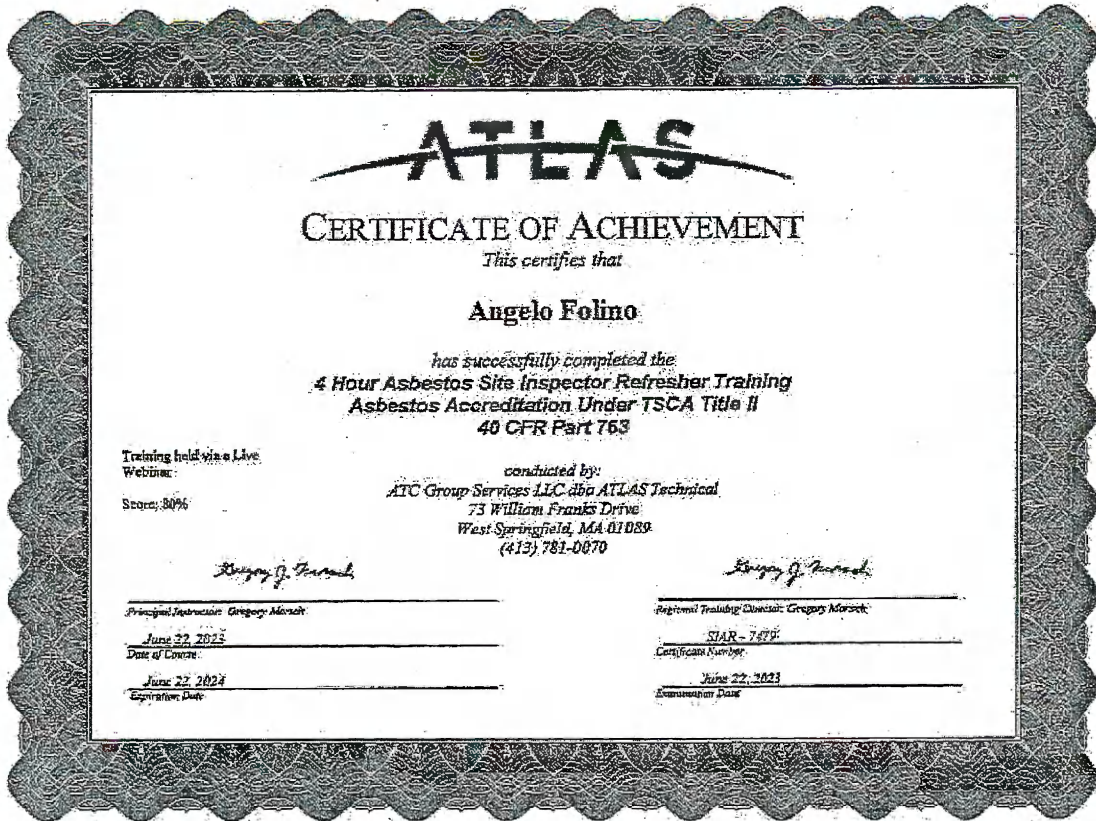 ATLAS
CERTIFICATE OF ACHIEVEMENT
This certifies that
Angelo Folino
has successfully completed the
4 Hour Asbestos Site Inspector Refresher Training
Asbestos Accreditation Under TSCA Title II
40 CFR Part 763
Training held via a Live
Webinar
Score: 80%
conducted by:
ATC Group Services LLC dba ATLAS Technical
73 William Franks Drive
West Springfield, MA 01089
(413) 781-0070
Principal Instructor: Gregory Morsch
June 22, 2023
Date of Course
June 22, 2024
Expiration Date
Regional Training Director: Gregory Morsch
SIAR - 7479
Certificate Number
June 22, 2023
Examination Date